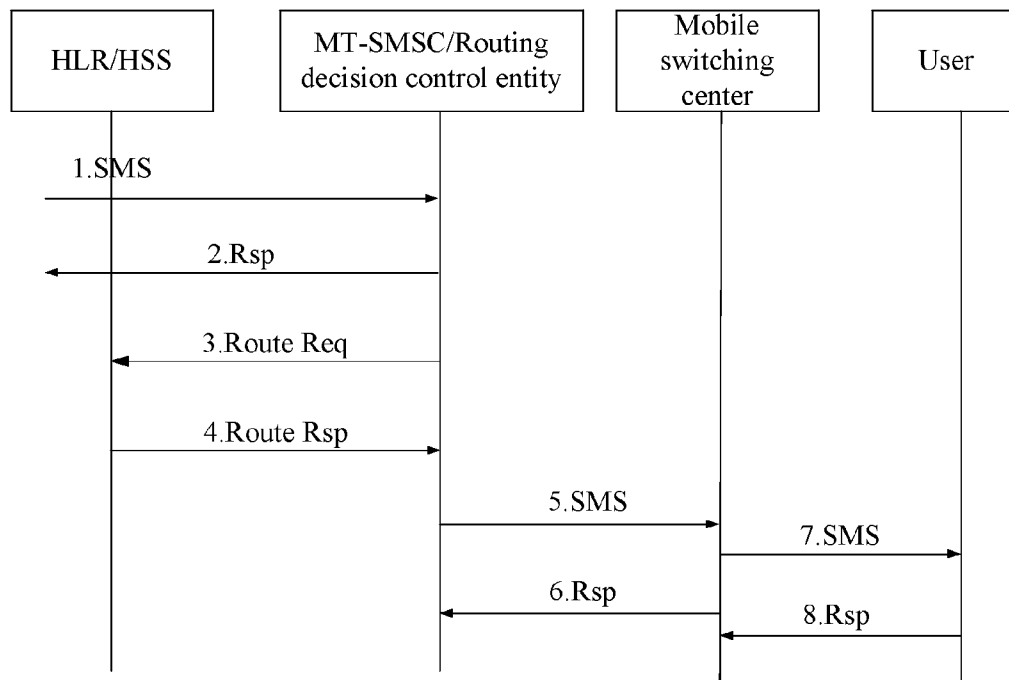 HLR/HSS
MT-SMSC/Routing
decision control entity
Mobile
switching
center
User
1.SMS
2.Rsp
3.Route Req
4.Route Rsp
5.SMS
7.SMS
6.Rsp
8.Rsp